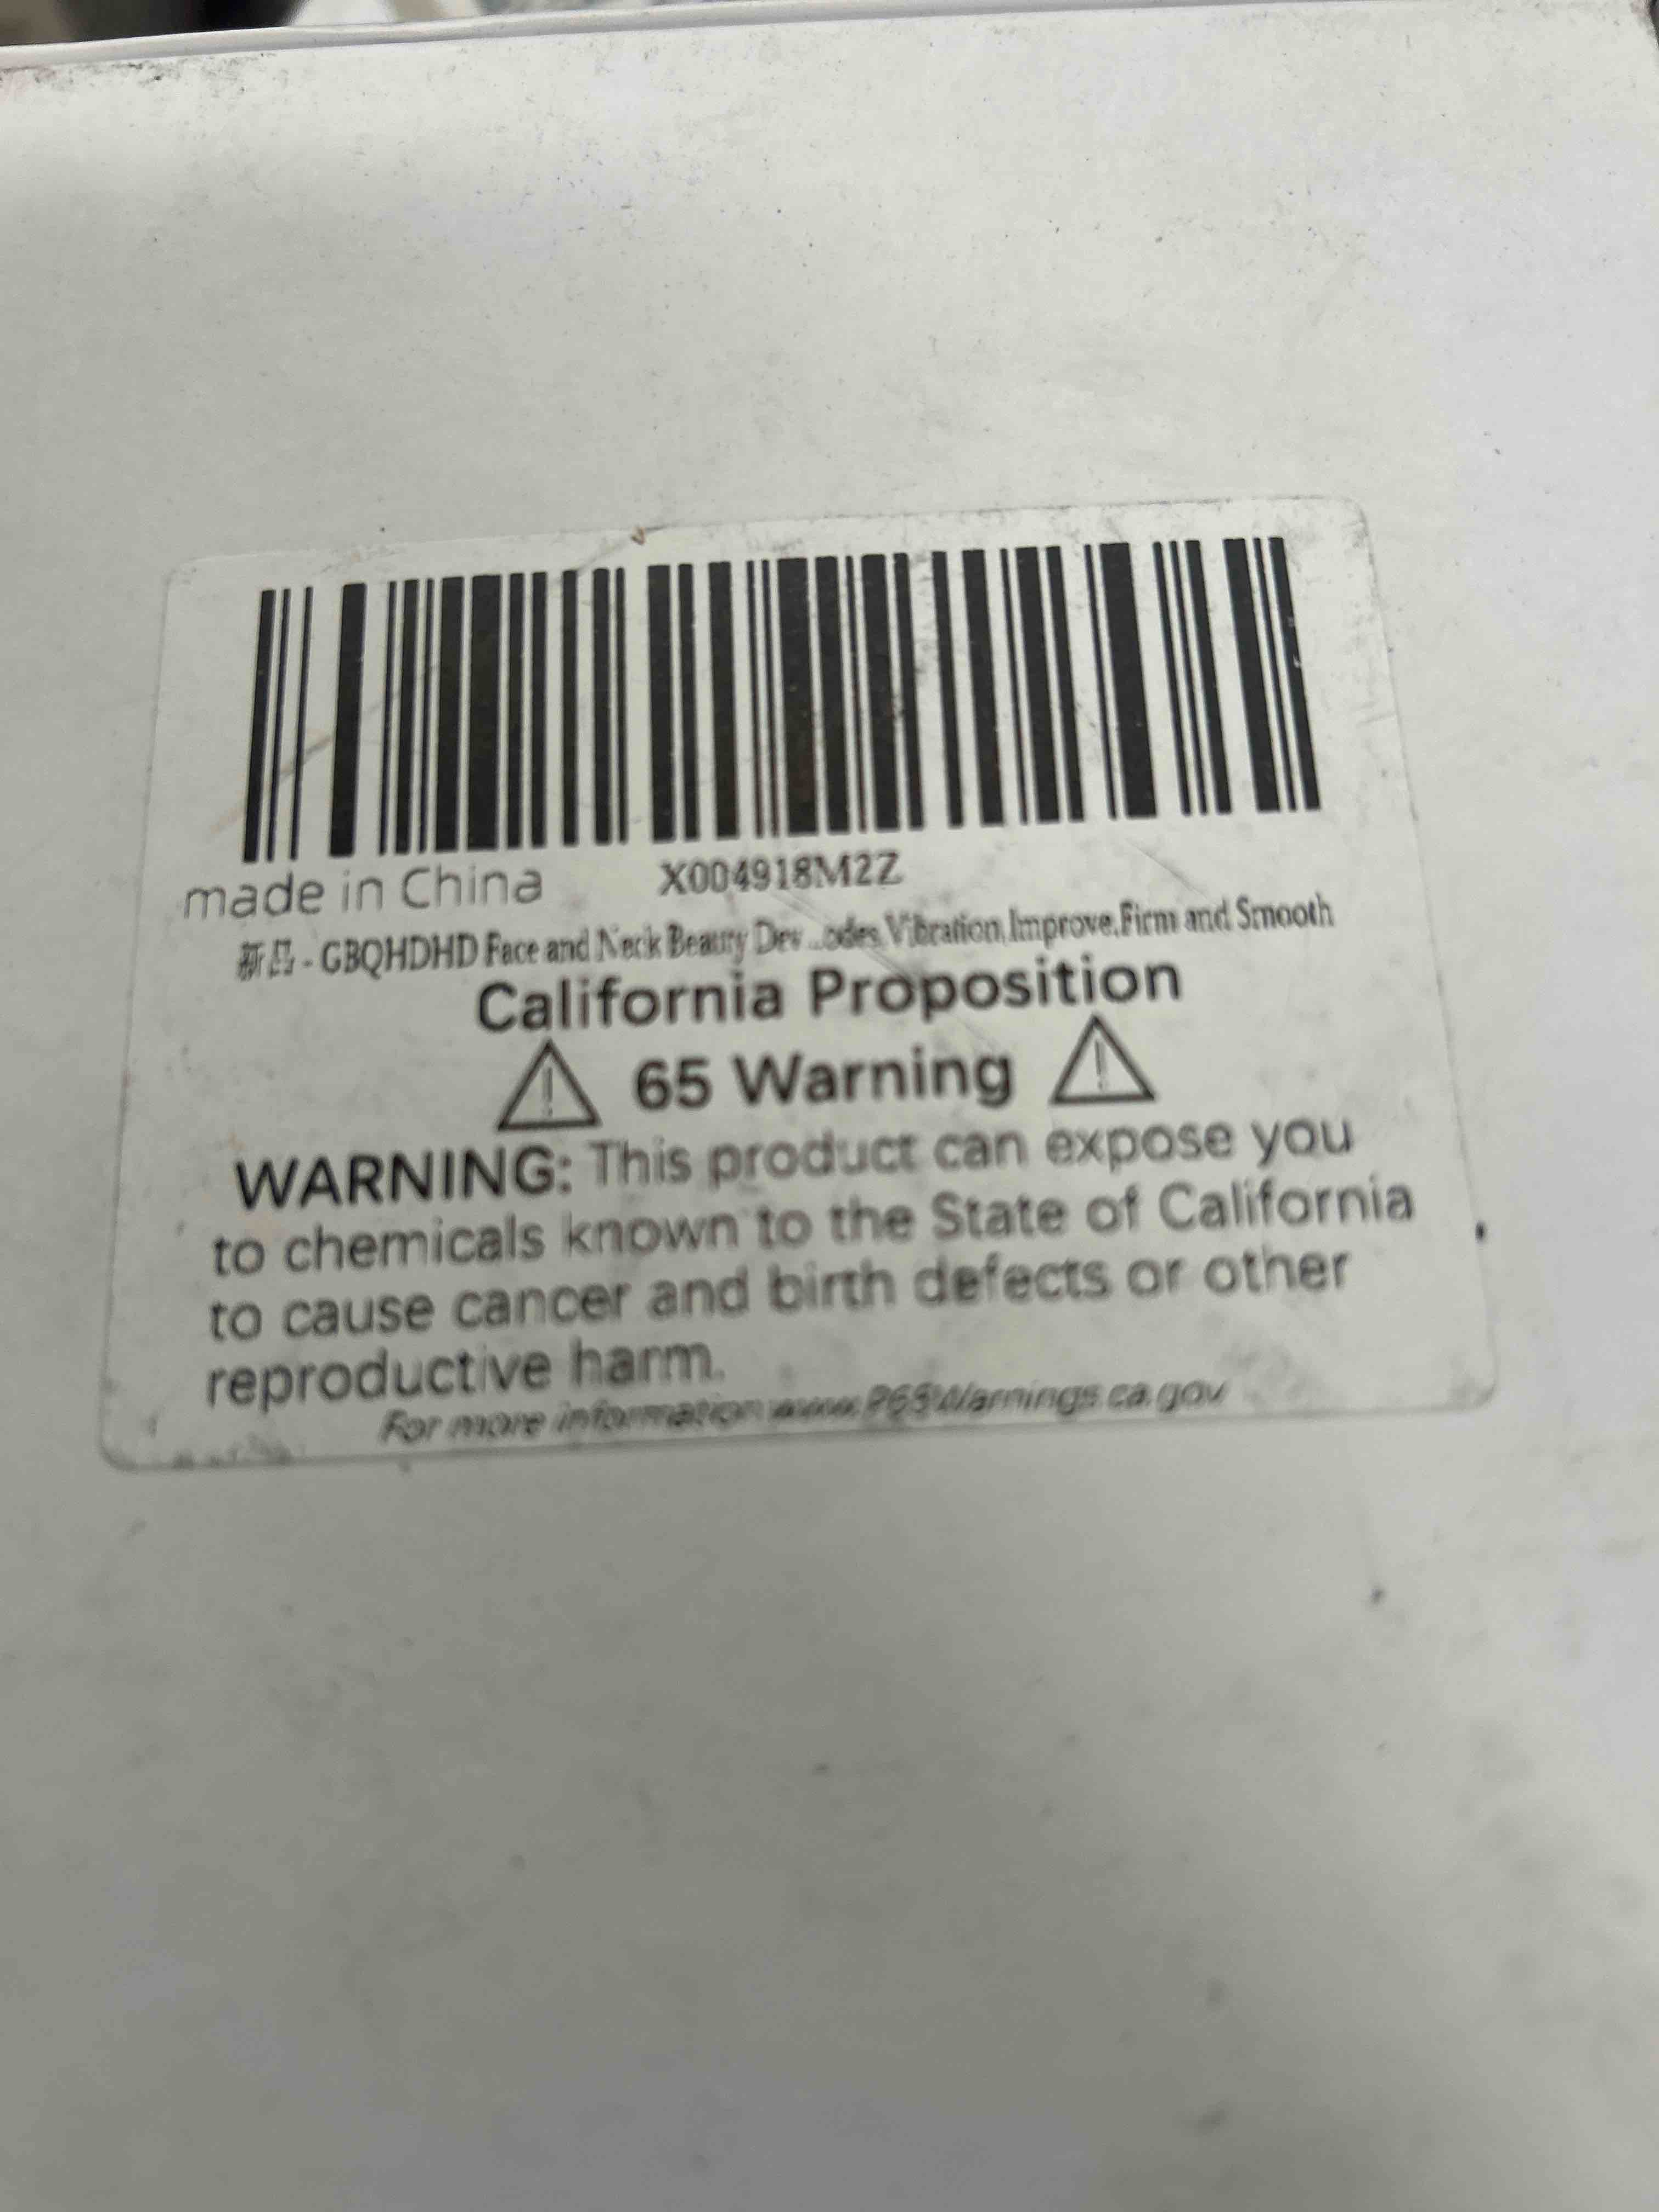 made in China X004918M2Z
新品 - GBQHDHD Face and Neck Beauty Dev...odes,Vibration,Improve,Firm and Smooth
California Proposition
65 Warning
WARNING: This product can expose you
to chemicals known to the State of California
to cause cancer and birth defects or other
reproductive harm.
For more information www.P65Warnings.ca.gov